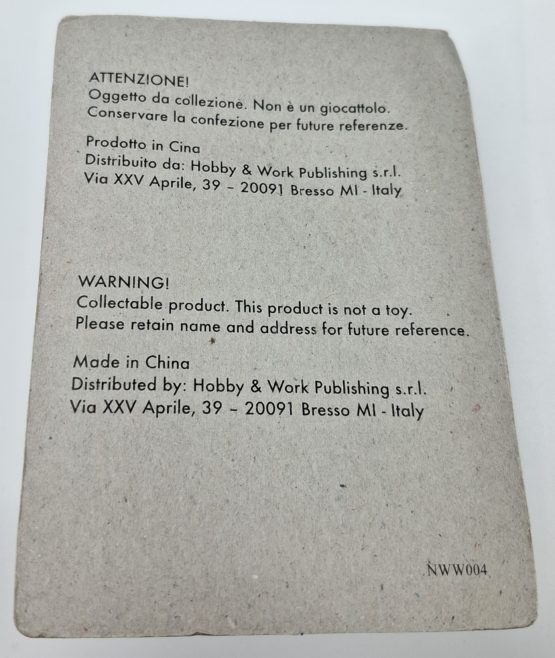 ATTENZIONE!
Oggetto da collezione. Non è un giocattolo.
Conservare la confezione per future referenze.
Prodotto in Cina
Distribuito da: Hobby & Work Publishing s.r.l.
Via XXV Aprile, 39 – 20091 Bresso MI - Italy
WARNING!
Collectable product. This product is not a toy.
Please retain name and address for future reference.
Made in China
Distributed by: Hobby & Work Publishing s.r.l.
Via XXV Aprile, 39 – 20091 Bresso MI - Italy
NWW004